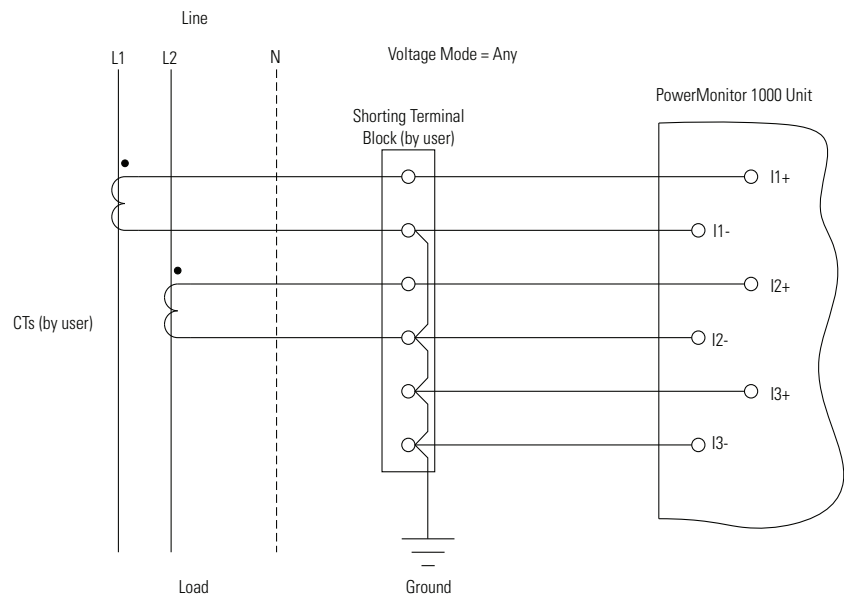 Line
L1
L2
N
Voltage Mode = Any
PowerMonitor 1000 Unit
Shorting Terminal
Block (by user)
I1+
I1-
I2+
CTs (by user)
I2-
I3+
I3-
Load
Ground